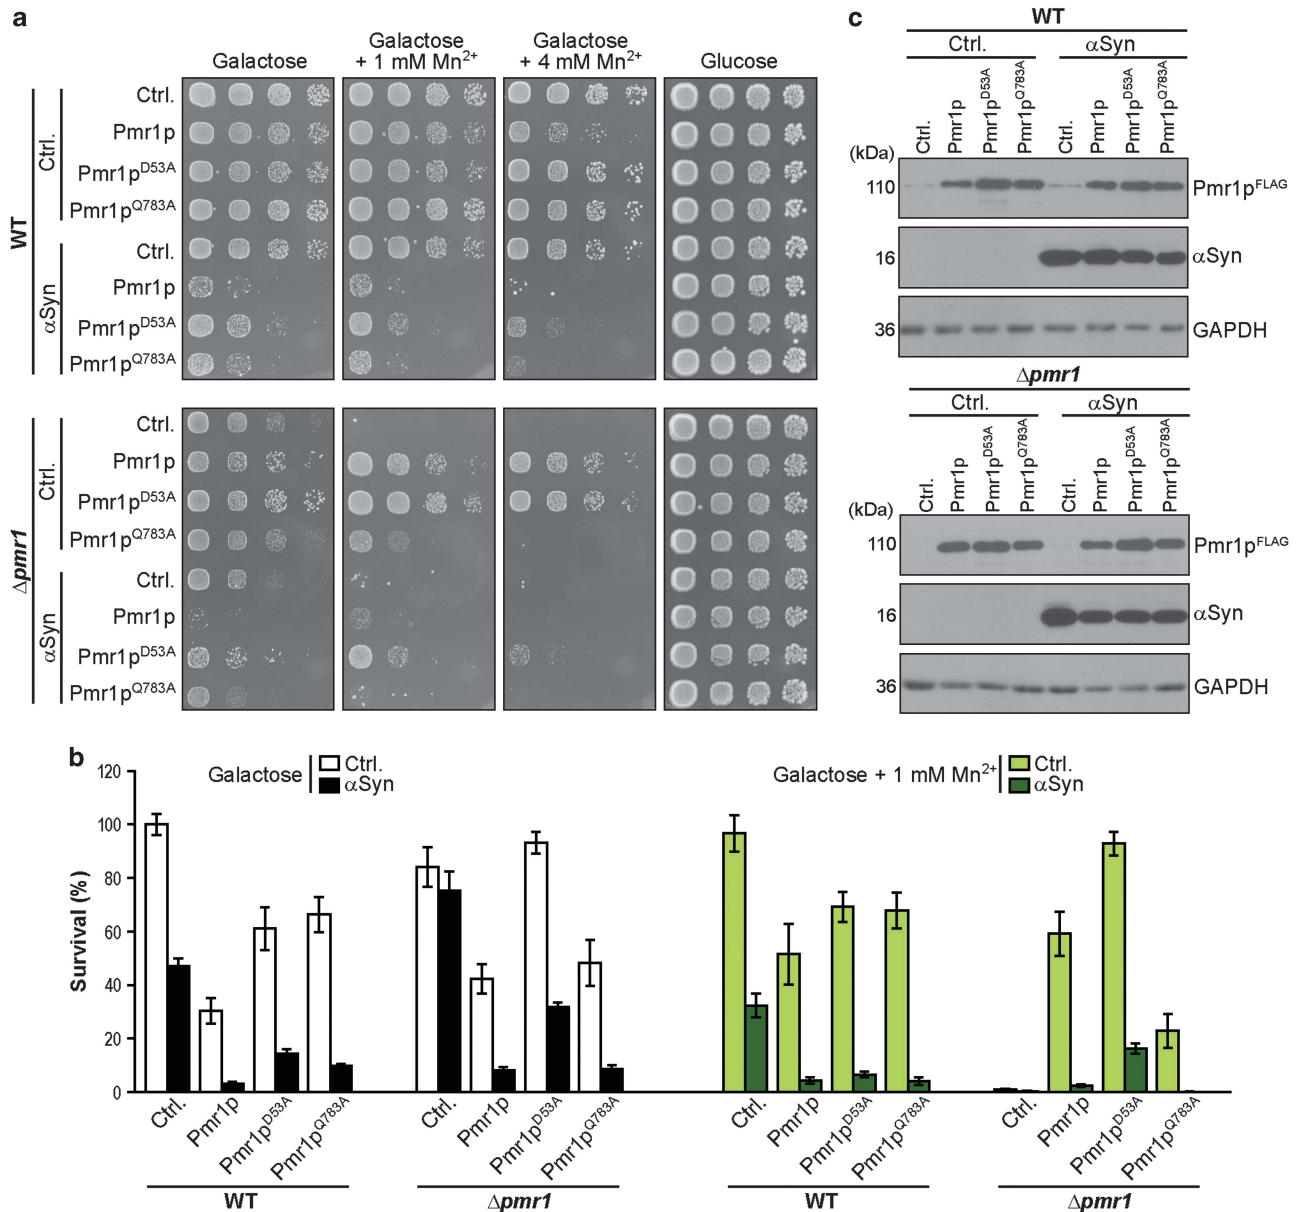 a
Galactose
Galactose
+ 1 mM Mn2+
Galactose
+ 4 mM Mn2+
Glucose
WT
Ctrl.
Ctrl.
Pmr1p
Pmr1pD53A
Pmr1pQ783A
αSyn
Ctrl.
Pmr1p
Pmr1pD53A
Pmr1pQ783A
Δpmr1
Ctrl.
Ctrl.
Pmr1p
Pmr1pD53A
Pmr1pQ783A
αSyn
Ctrl.
Pmr1p
Pmr1pD53A
Pmr1pQ783A
c
WT
Ctrl. αSyn
(kDa) Ctrl. Pmr1p Pmr1pD53A Pmr1pQ783A Ctrl. Pmr1p Pmr1pD53A Pmr1pQ783A
110 Pmr1pFLAG
16 αSyn
36 GAPDH
Δpmr1
Ctrl. αSyn
(kDa) Ctrl. Pmr1p Pmr1pD53A Pmr1pQ783A Ctrl. Pmr1p Pmr1pD53A Pmr1pQ783A
110 Pmr1pFLAG
16 αSyn
36 GAPDH
b
Survival (%)
120
100
80
60
40
20
0
Galactose Ctrl.
αSyn
Galactose + 1 mM Mn2+ Ctrl.
αSyn
Ctrl. Pmr1p Pmr1pD53A Pmr1pQ783A Ctrl. Pmr1p Pmr1pD53A Pmr1pQ783A Ctrl. Pmr1p Pmr1pD53A Pmr1pQ783A Ctrl. Pmr1p Pmr1pD53A Pmr1pQ783A
WT Δpmr1 WT Δpmr1